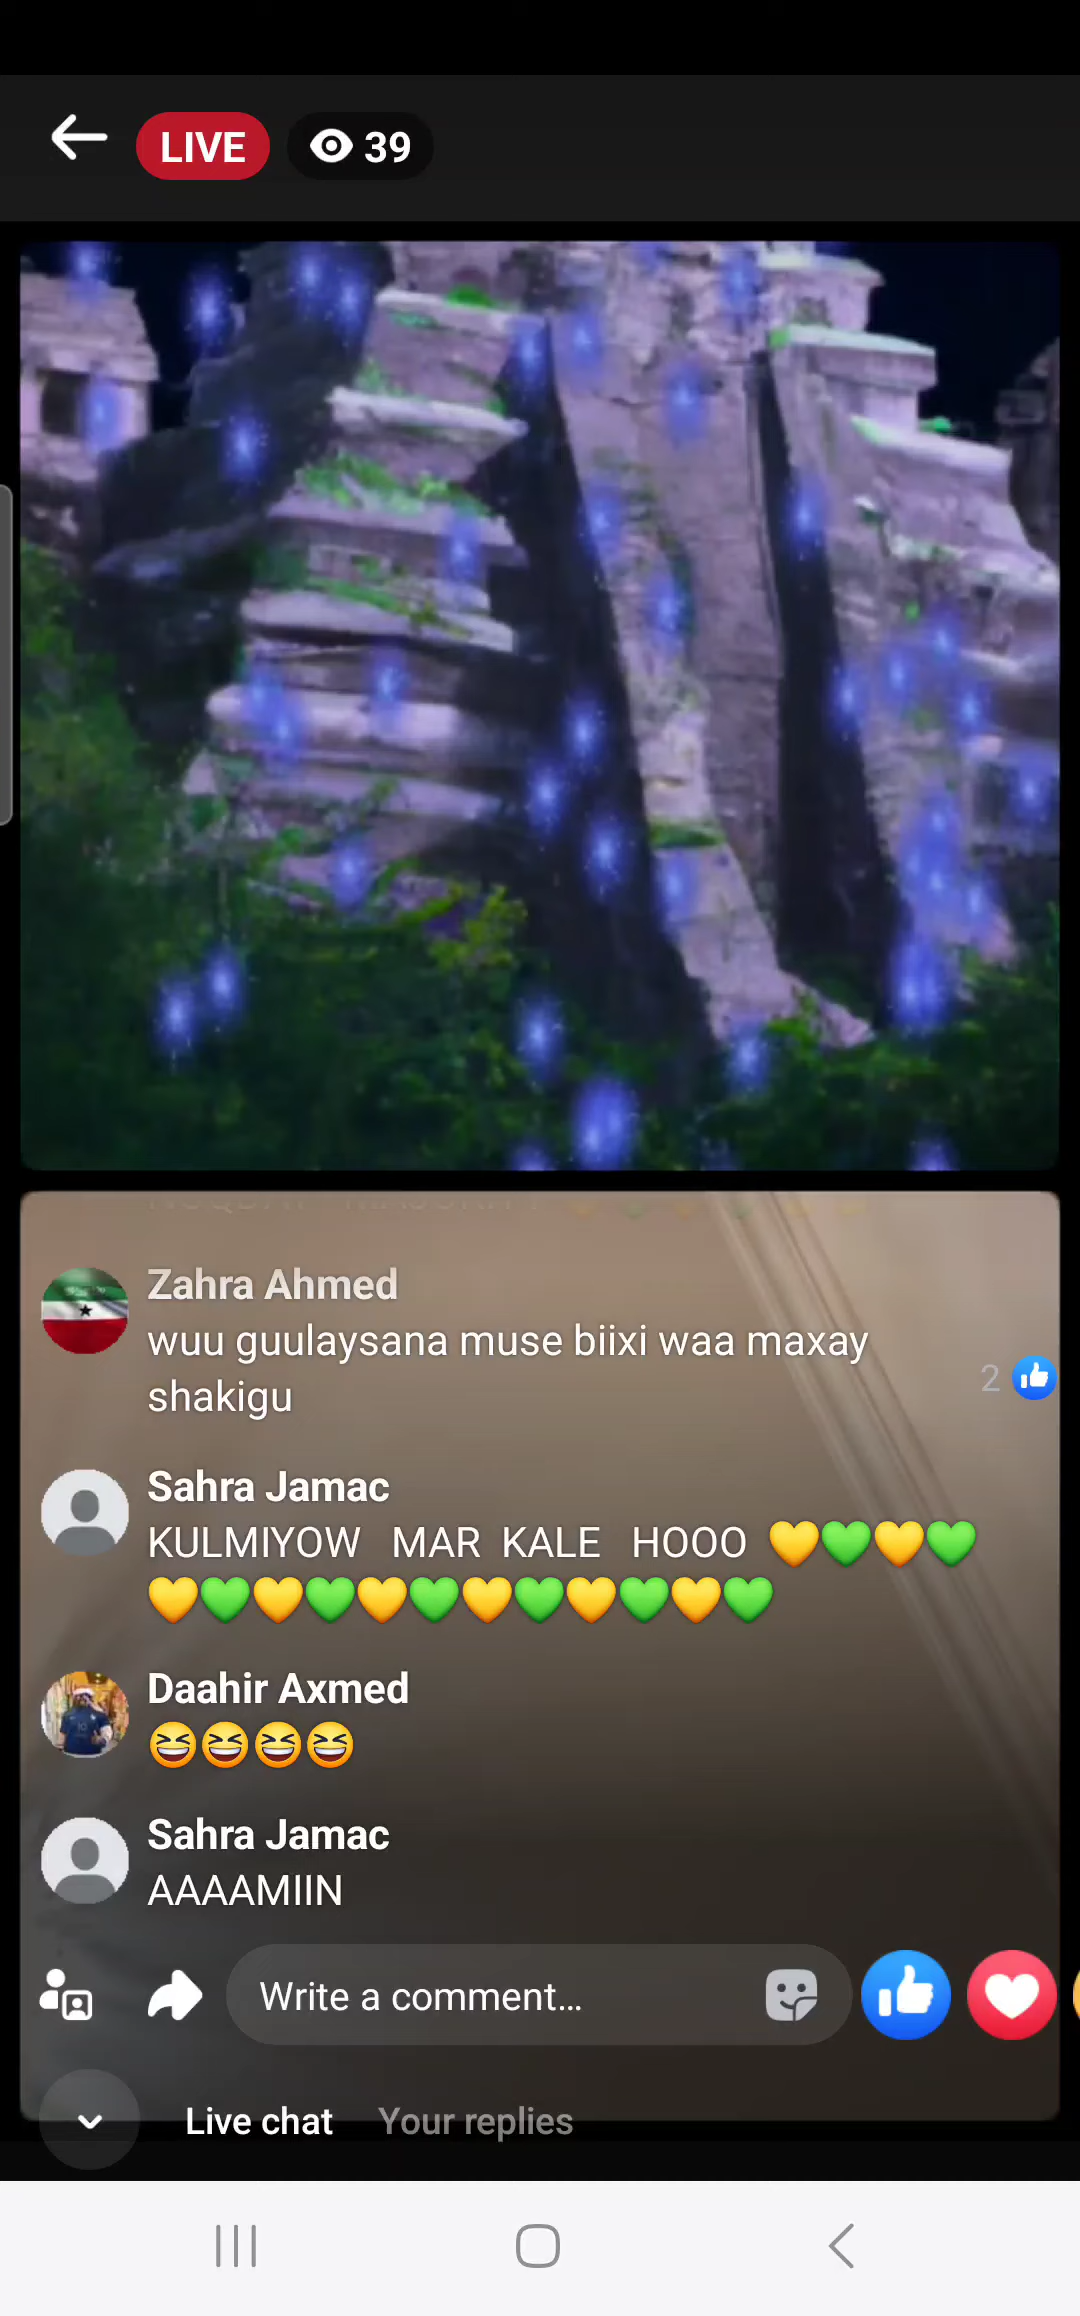 LIVE 39
Zahra Ahmed
wuu guulaysana muse biixi waa maxay
shakigu
2
Sahra Jamac
KULMIYOW MAR KALE HOOO 💛💚💛💚
💛💚💛💚💛💚💛💚💛💚💛💚
Daahir Axmed
😆😆😆😆
Sahra Jamac
AAAAMIIN
Write a comment...
Live chat Your replies